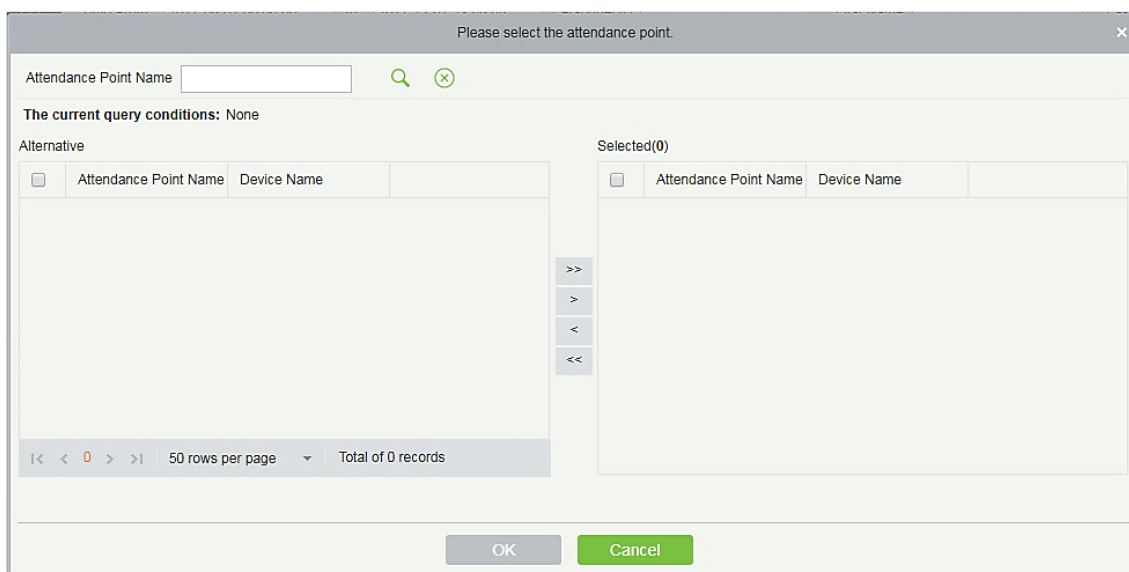 Please select the attendance point. ×
Attendance Point Name
The current query conditions: None
Alternative
Selected(0)
Attendance Point Name Device Name
Attendance Point Name Device Name
>>
>
<
<<
|< < 0 > >| 50 rows per page Total of 0 records
OK Cancel